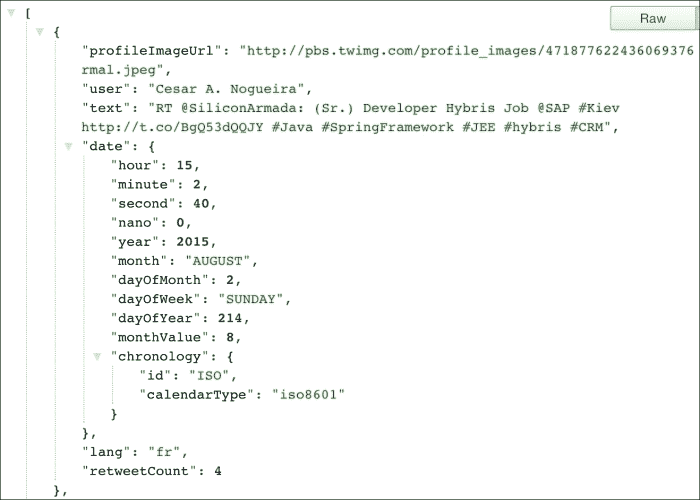 Raw
[
{
"profileImageUrl": "http://pbs.twimg.com/profile_images/471877622436069376
rmal.jpeg",
"user": "Cesar A. Nogueira",
"text": "RT @SiliconArmada: (Sr.) Developer Hybris Job @SAP #Kiev
http://t.co/BgQ53dQQJY #Java #SpringFramework #JEE #hybris #CRM",
"date": {
"hour": 15,
"minute": 2,
"second": 40,
"nano": 0,
"year": 2015,
"month": "AUGUST",
"dayOfMonth": 2,
"dayOfWeek": "SUNDAY",
"dayOfYear": 214,
"monthValue": 8,
"chronology": {
"id": "ISO",
"calendarType": "iso8601"
}
},
"lang": "fr",
"retweetCount": 4
},